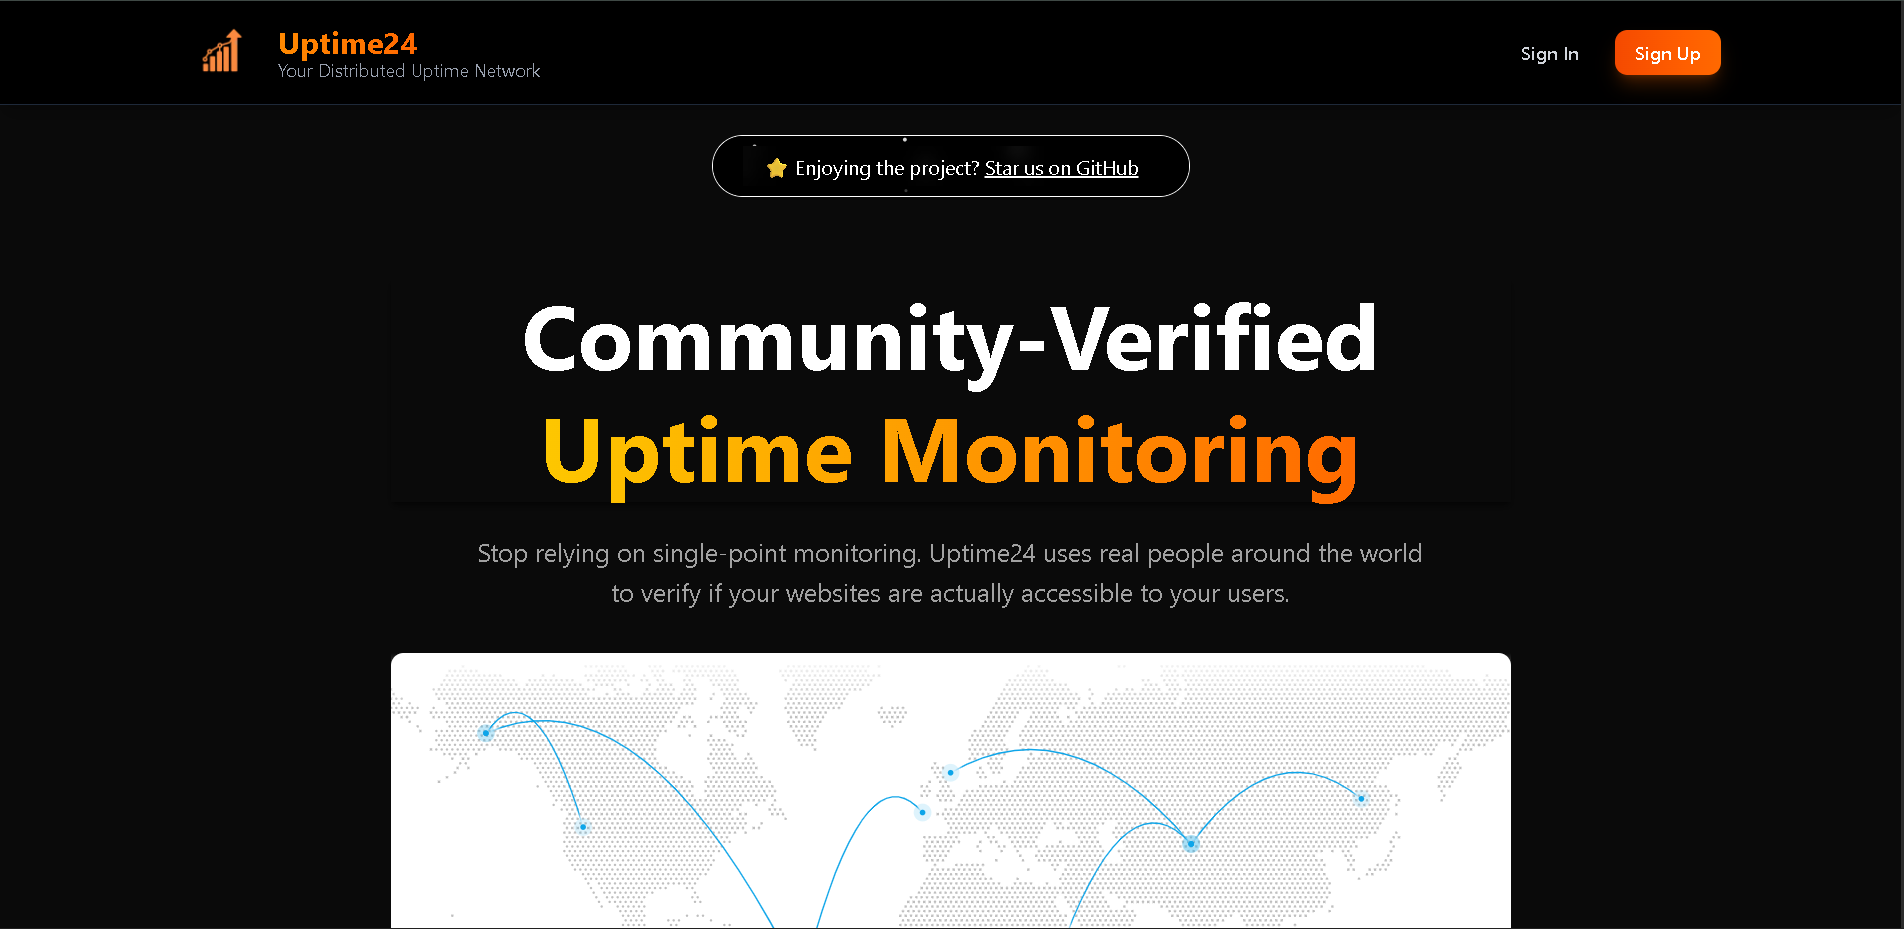 Uptime24
Your Distributed Uptime Network
Sign In
Sign Up
Enjoying the project? Star us on GitHub
Community-Verified
Uptime Monitoring
Stop relying on single-point monitoring. Uptime24 uses real people around the world
to verify if your websites are actually accessible to your users.